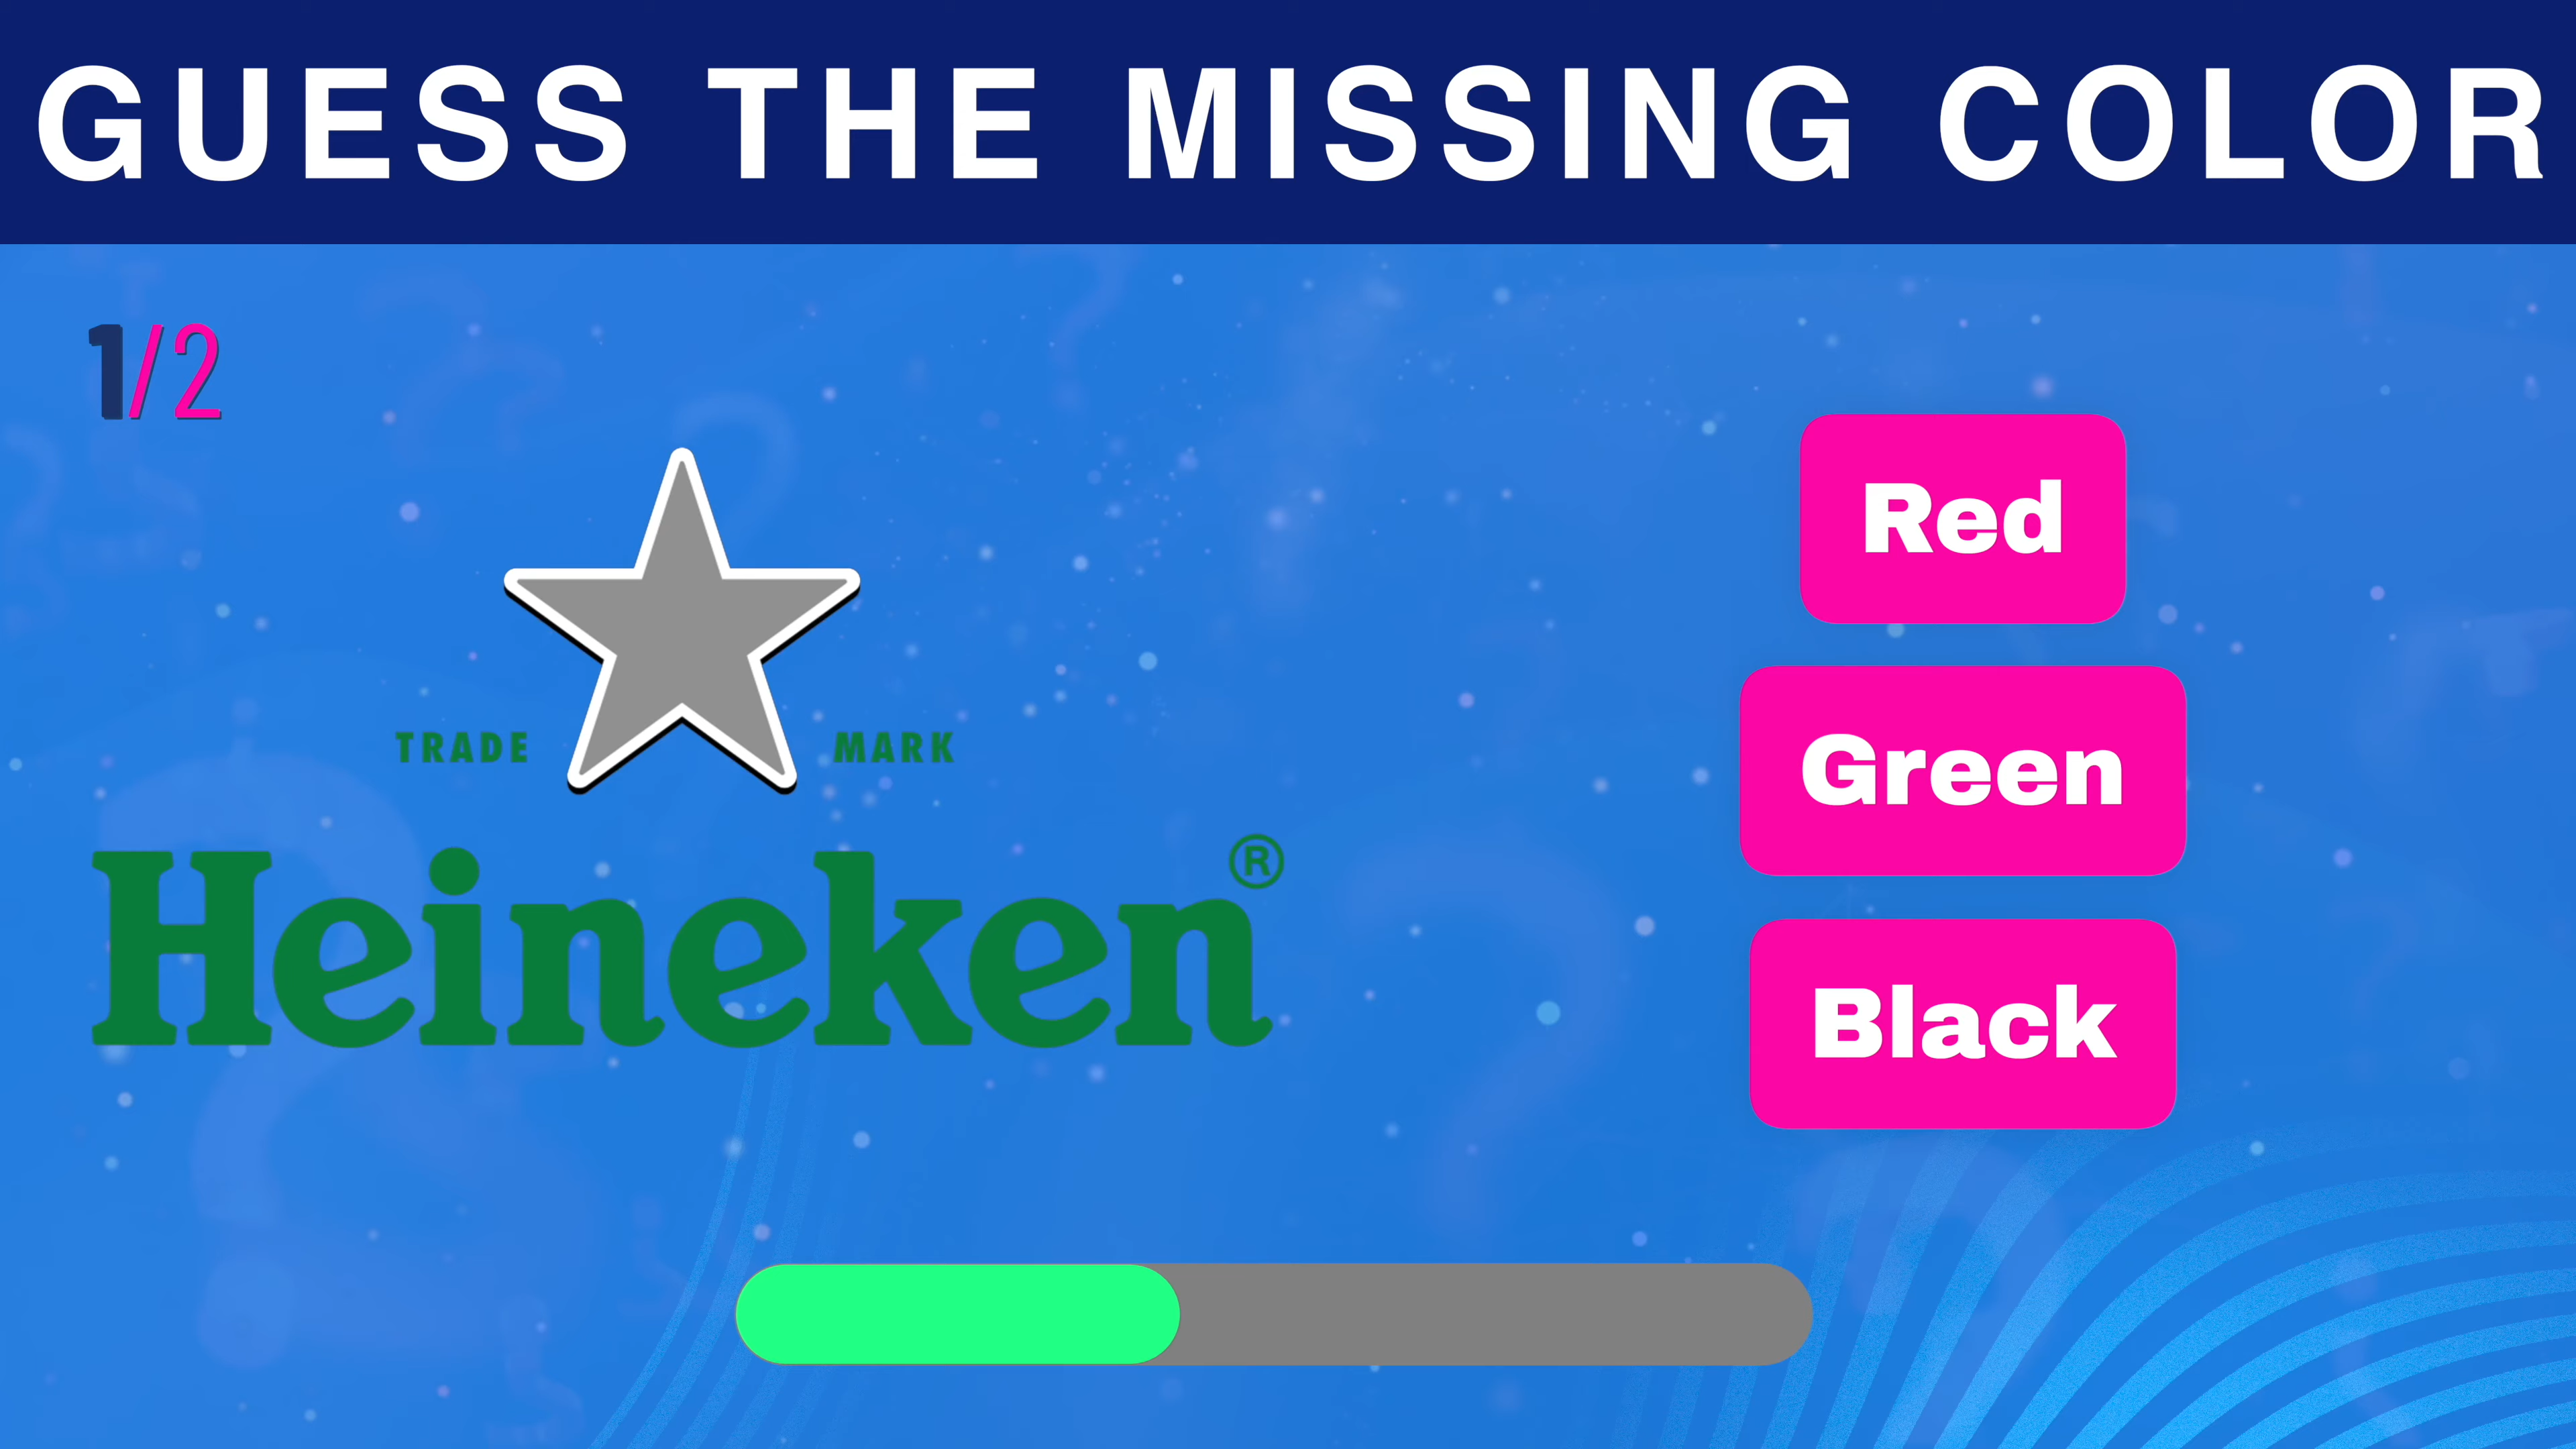 GUESS THE MISSING COLOR
1/2
TRADE MARK
Heineken®
Red
Green
Black